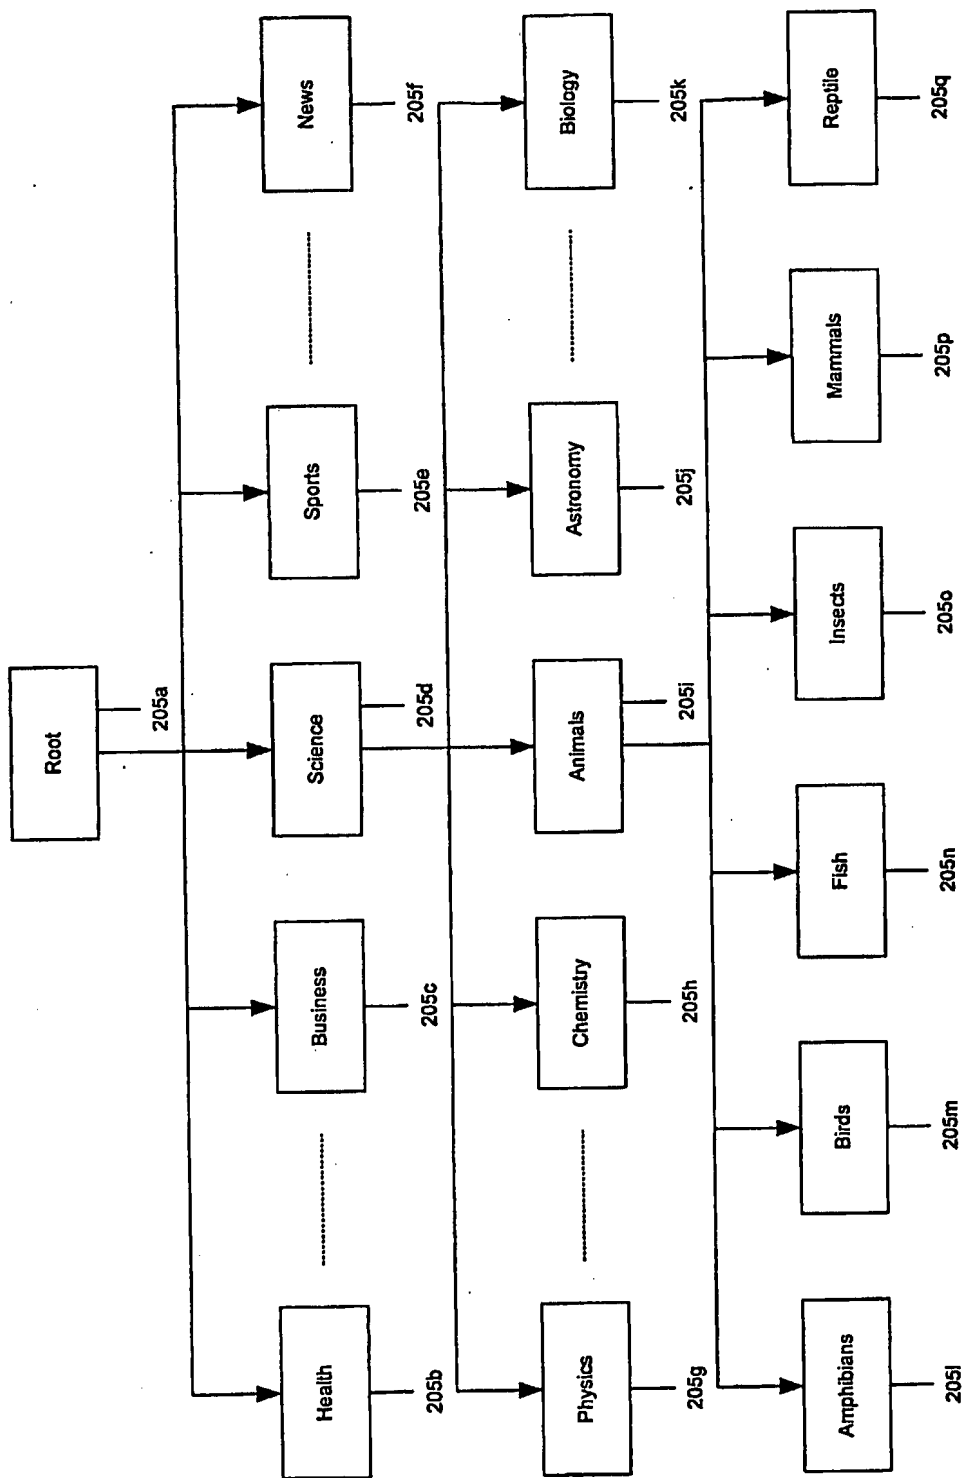 Root
205a
Health
205b
Business
205c
Science
205d
Sports
205e
News
205f
Physics
205g
Chemistry
205h
Animals
205i
Astronomy
205j
Biology
205k
Amphibians
205l
Birds
205m
Fish
205n
Insects
205o
Mammals
205p
Reptile
205q